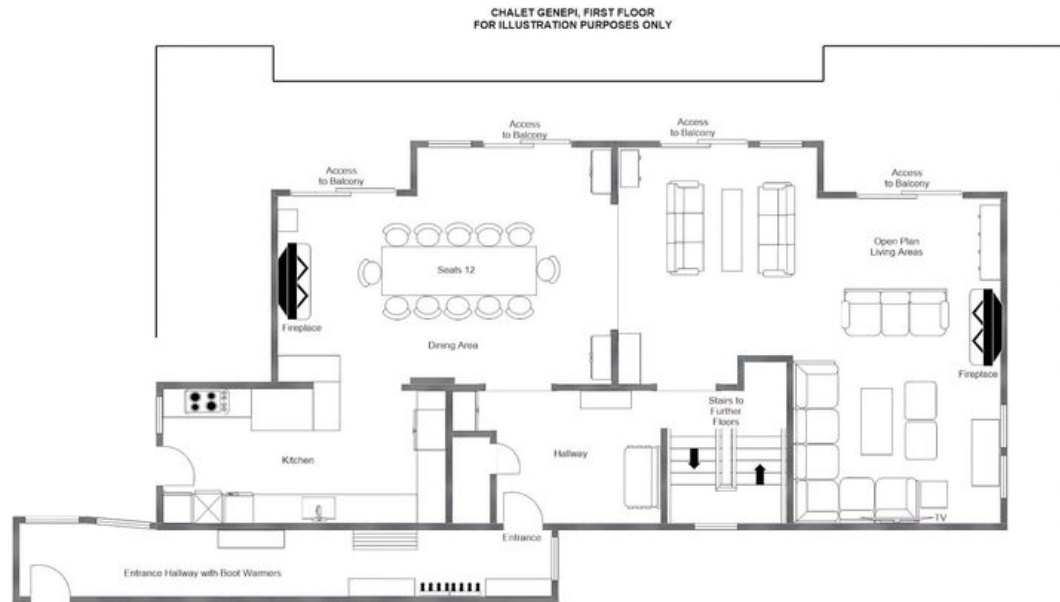 CHALET GENEPI, FIRST FLOOR
FOR ILLUSTRATION PURPOSES ONLY
Access
to Balcony
Access
to Balcony
Access
to Balcony
Access
to Balcony
Open Plan
Living Areas
Seats 12
Fireplace
Dining Area
Fireplace
Stairs to
Further
Floors
Kitchen
Hallway
TV
Entrance
Entrance Hallway with Boot Warmers